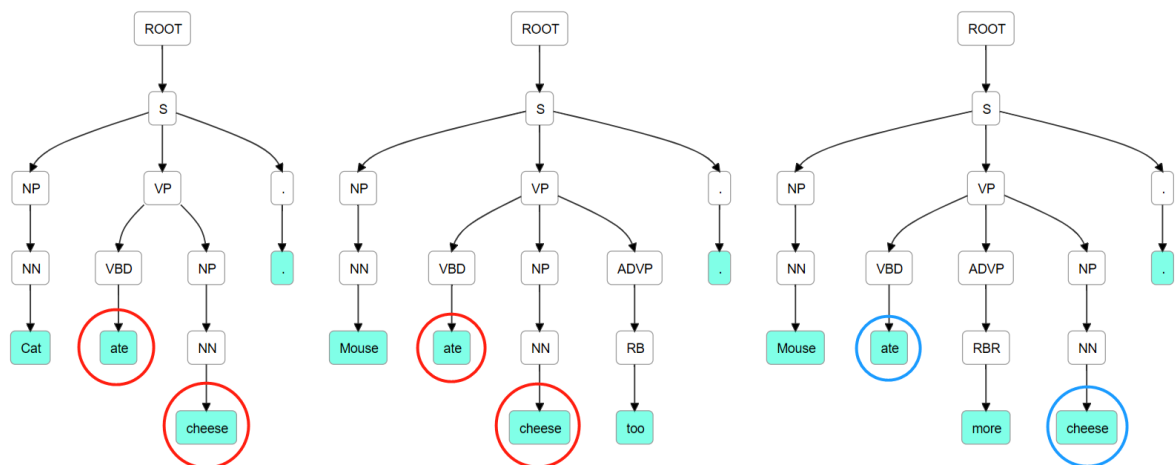 ROOT ROOT ROOT
S S S
NP VP . NP VP . NP VP .
NN VBD NP . NN VBD NP ADVP . NN VBD ADVP NP .
Cat ate NN Mouse ate NN RB Mouse ate RBR NN
cheese cheese too more cheese